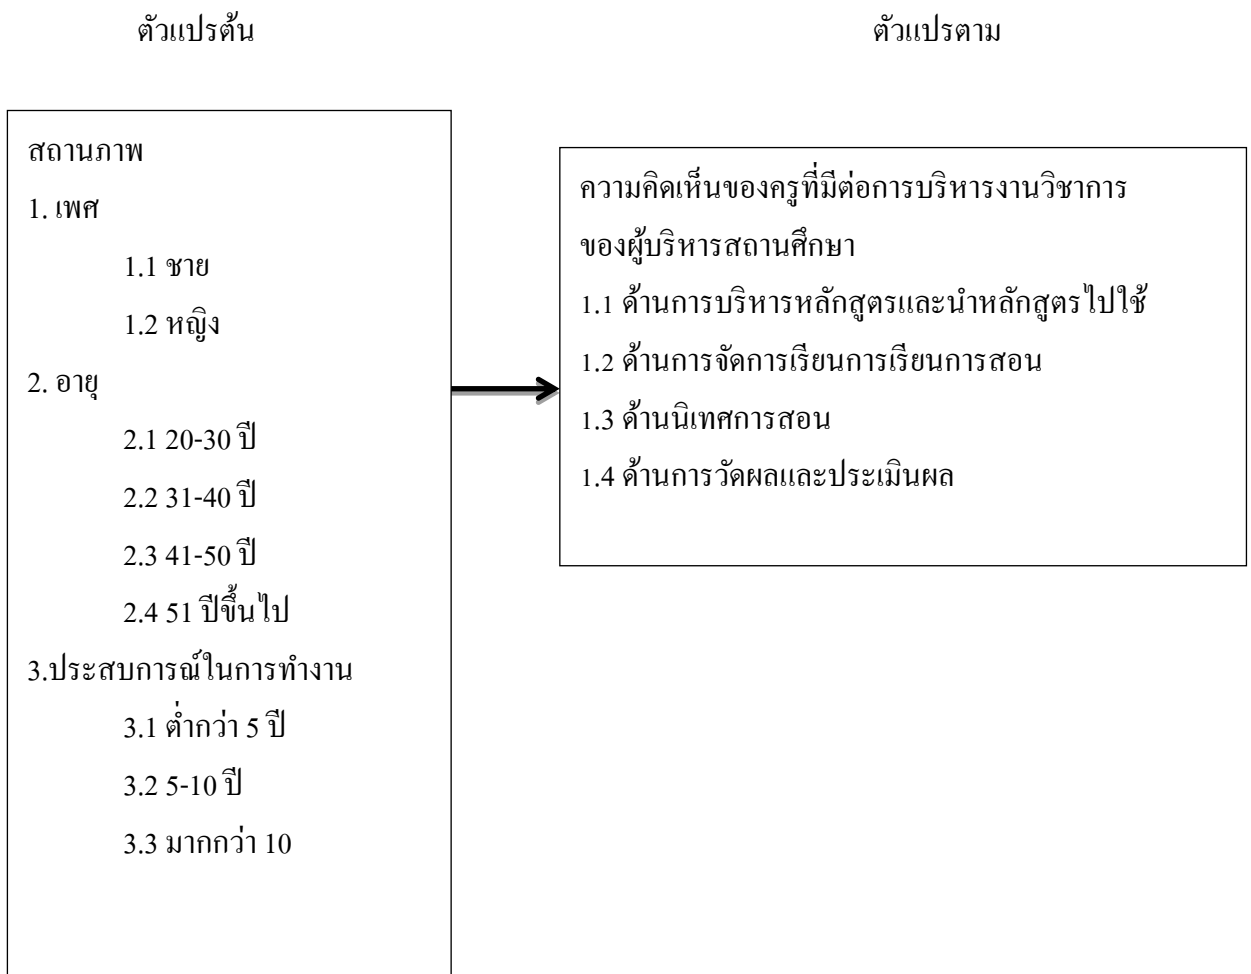 ตัวแปรต้น
ตัวแปรตาม
สถานภาพ
1. เพศ
1.1 ชาย
1.2 หญิง
2. อายุ
2.1 20-30 ปี
2.2 31-40 ปี
2.3 41-50 ปี
2.4 51 ปีขึ้นไป
3.ประสบการณ์ในการทำงาน
3.1 ต่ำกว่า 5 ปี
3.2 5-10 ปี
3.3 มากกว่า 10
ความคิดเห็นของครูที่มีต่อการบริหารงานวิชาการ
ของผู้บริหารสถานศึกษา
1.1 ด้านการบริหารหลักสูตรและนำหลักสูตรไปใช้
1.2 ด้านการจัดการเรียนการเรียนการสอน
1.3 ด้านนิเทศการสอน
1.4 ด้านการวัดผลและประเมินผล